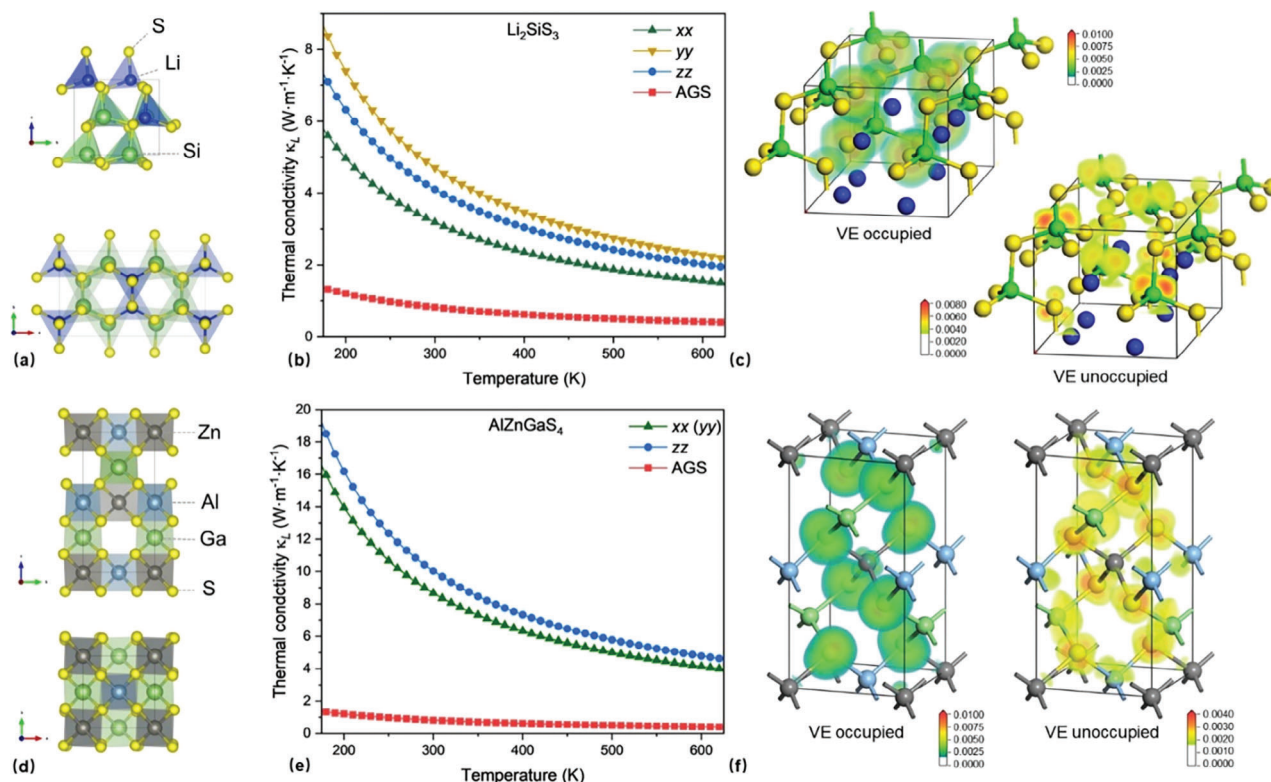 S
Li
Si
(a)
Thermal condctivity κL (W·m-1·K-1)
8
6
4
2
0
Li2SiS3
xx
yy
zz
AGS
200
300
400
500
600
Temperature (K)
(b)
0.0100
0.0075
0.0050
0.0025
0.0000
VE occupied
0.0080
0.0060
0.0040
0.0020
0.0000
VE unoccupied
(c)
Zn
Al
Ga
S
(d)
Thermal condctivity κL (W·m-1·K-1)
20
18
16
14
12
10
8
6
4
2
0
AlZnGaS4
xx (yy)
zz
AGS
200
300
400
500
600
Temperature (K)
(e)
VE occupied
0.0100
0.0075
0.0050
0.0025
0.0000
VE unoccupied
0.0040
0.0030
0.0020
0.0010
0.0000
(f)